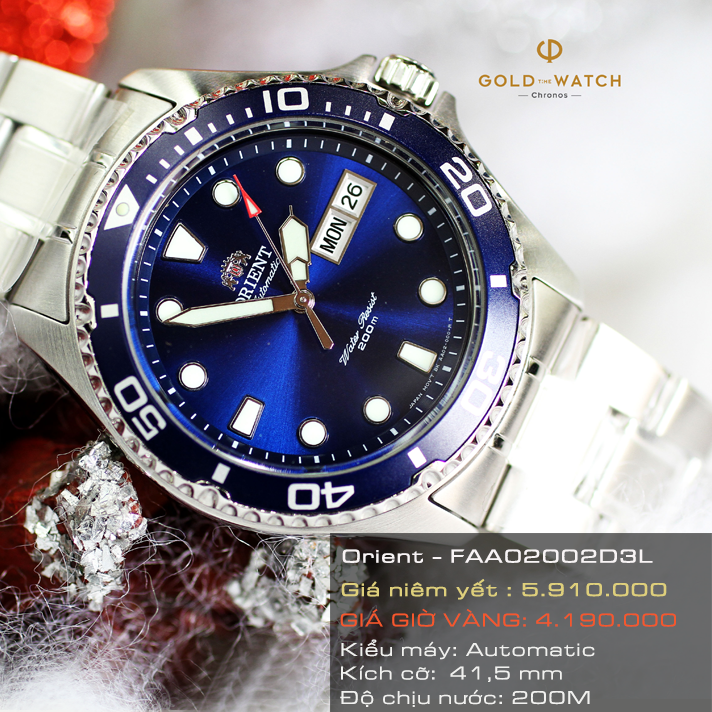 GOLD TIME WATCH
Chronos
10
20
30
40
50
MON 26
ORIENT
Automatic
Water Resist
200m
Orient - FAA02002D3L
Giá niêm yết : 5.910.000
GIÁ GIỜ VÀNG: 4.190.000
Kiểu máy: Automatic
Kích cỡ: 41,5 mm
Độ chịu nước: 200M